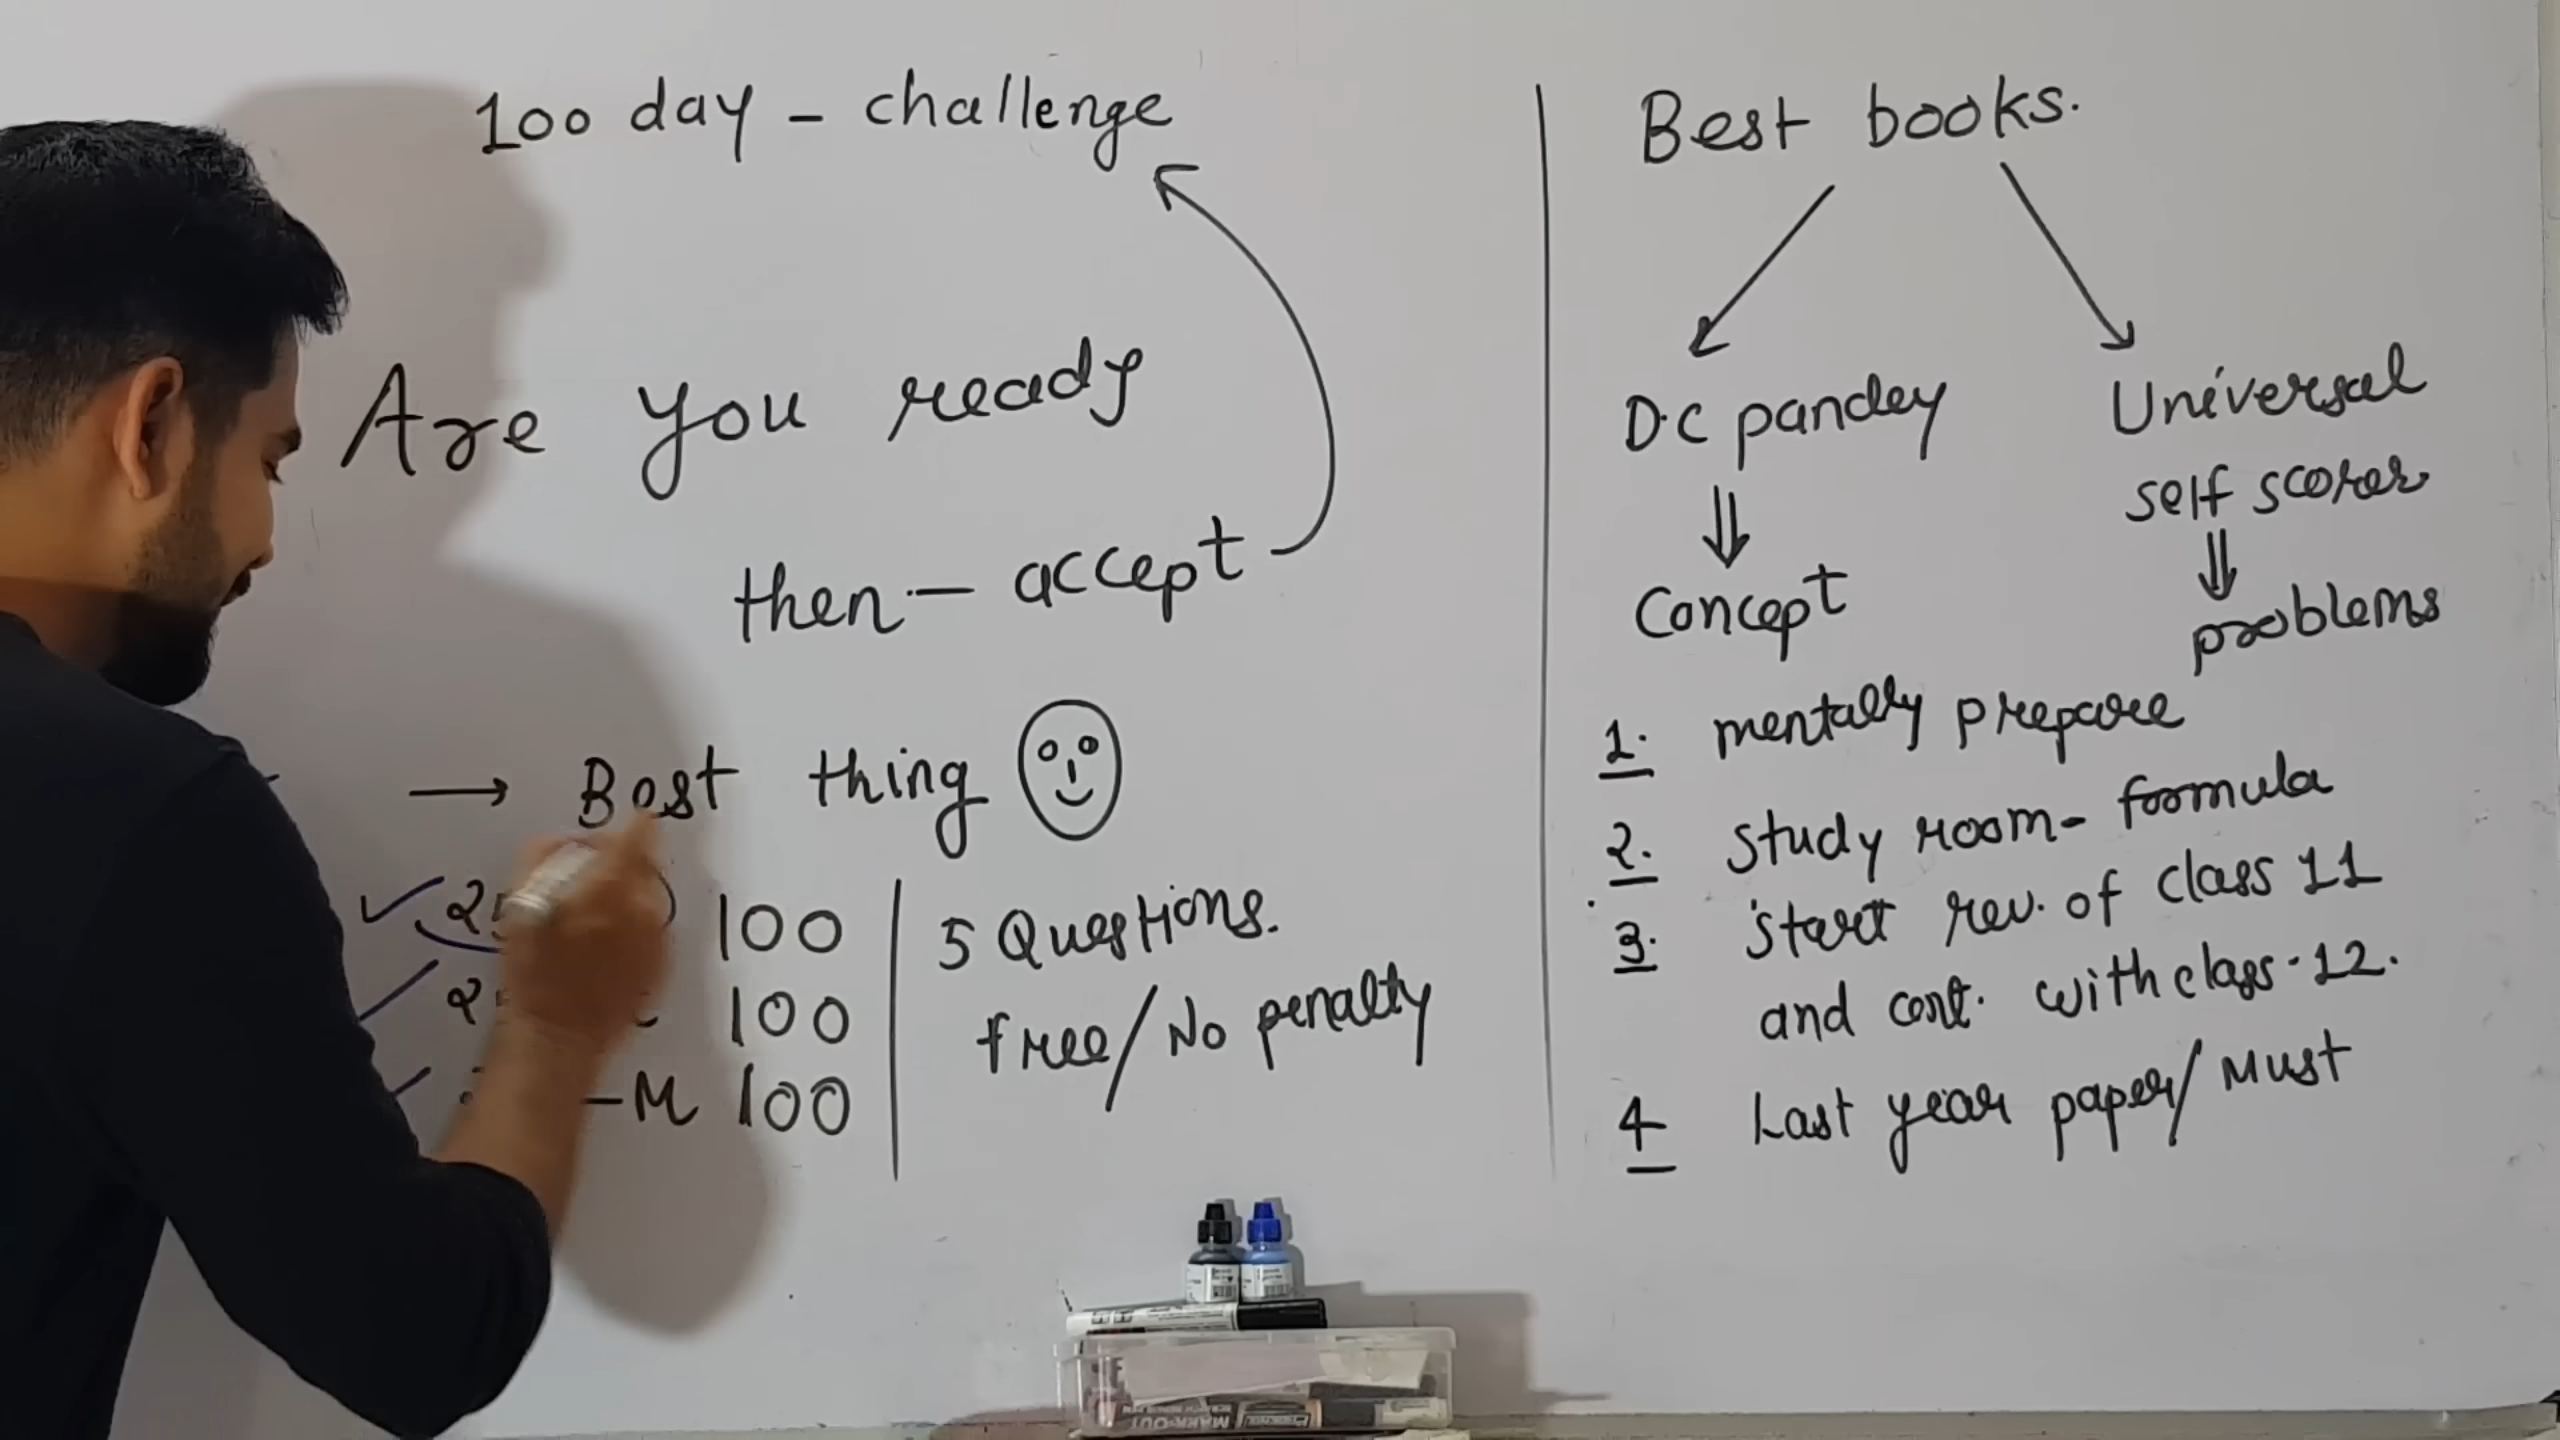 100 day - challenge
Are you ready
then - accept
→ Best thing
100
100
- M 100
5 Questions.
free/No penalty
Best books.
D.C pandey
Universal
self scorer
Concept
problems
1. mentally prepare
2. Study room - formula
3. Start rev. of class 11
and cont. with class - 12.
4 Last year paper/Must